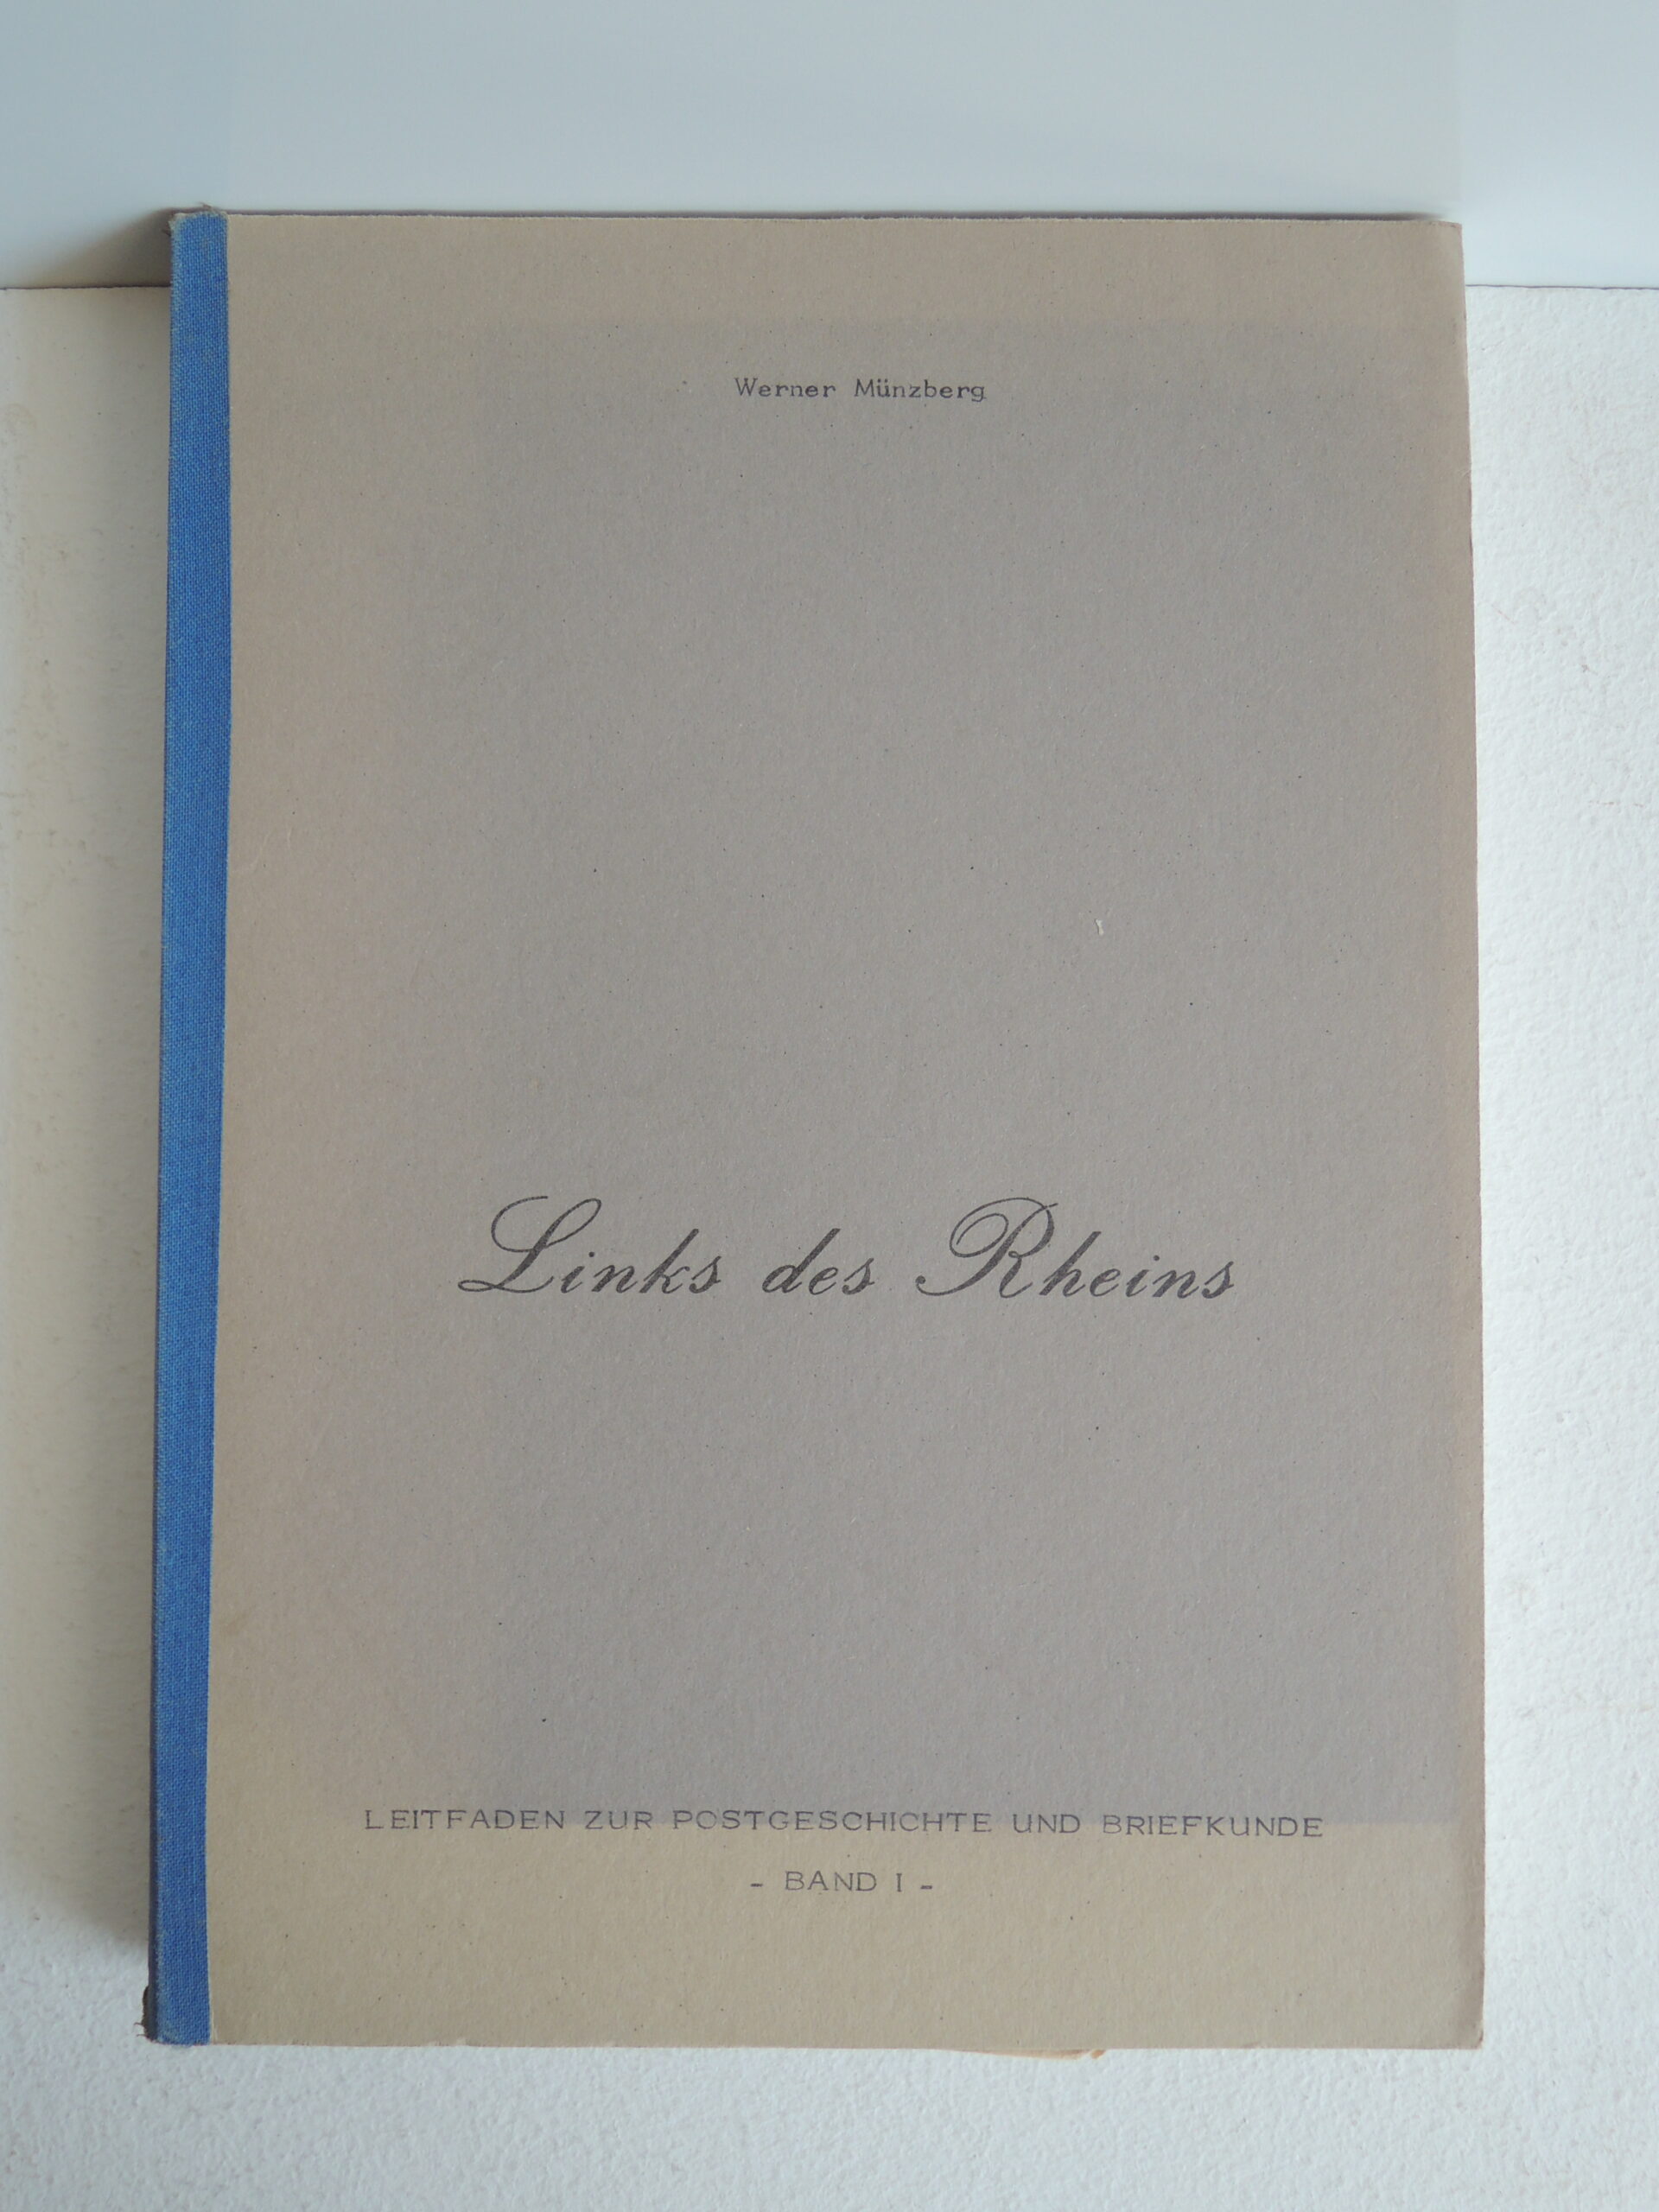 Werner Münzberg
Links des Rheins
LEITFADEN ZUR POSTGESCHICHTE UND BRIEFKUNDE
- BAND I -